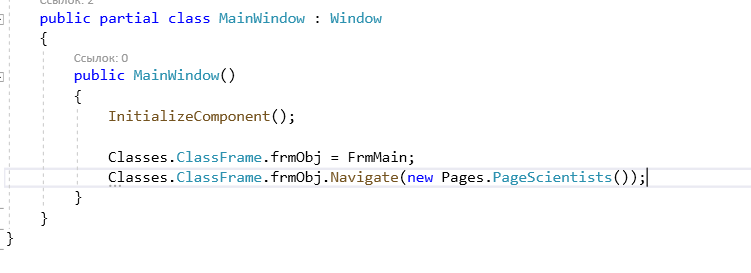 Ссылок: 2
public partial class MainWindow : Window
{
Ссылок: 0
public MainWindow()
{
InitializeComponent();
Classes.ClassFrame.frmObj = FrmMain;
Classes.ClassFrame.frmObj.Navigate(new Pages.PageScientists());
}
}
}